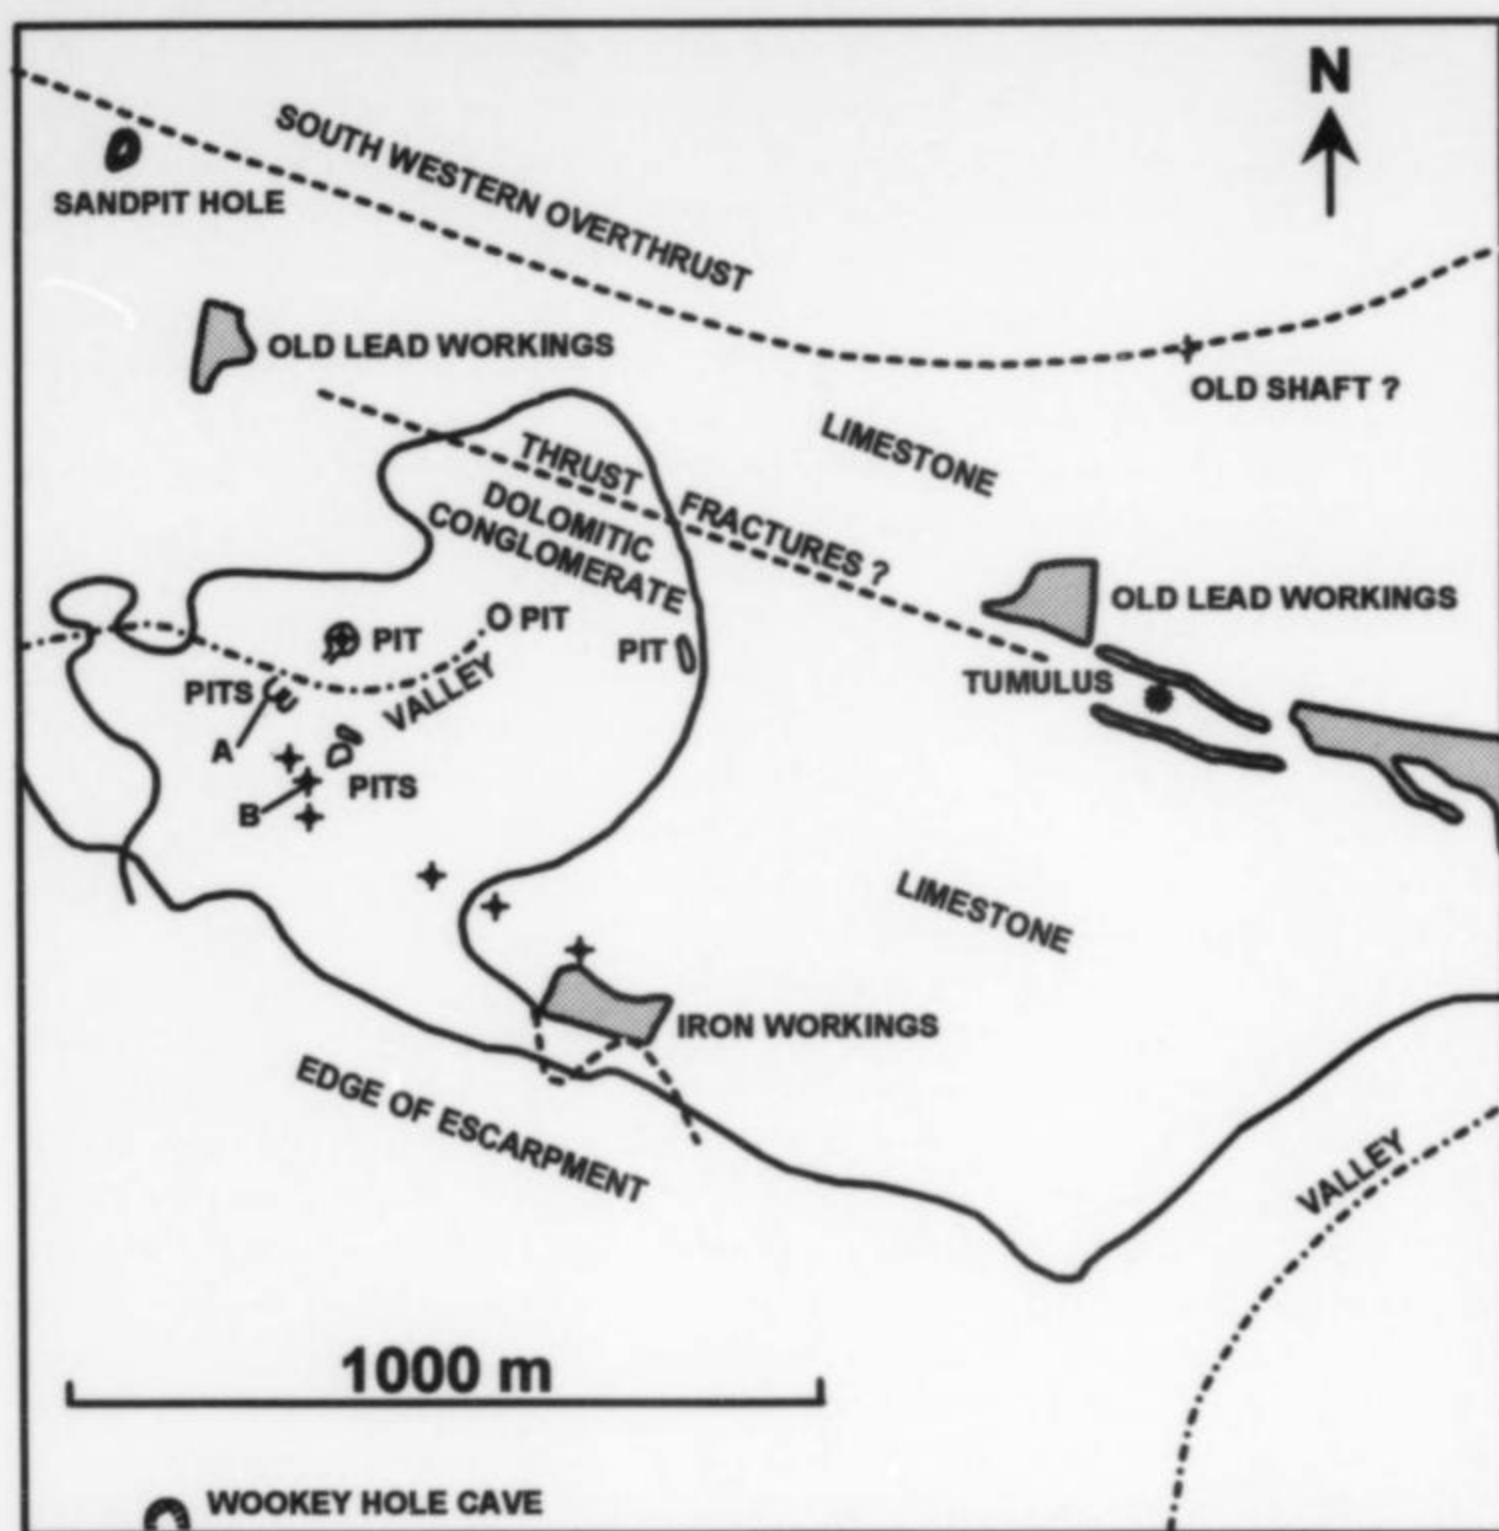 N
SOUTH WESTERN OVERTHRUST
SANDPIT HOLE
OLD LEAD WORKINGS
OLD SHAFT ?
LIMESTONE
THRUST FRACTURES ?
DOLOMITIC
CONGLOMERATE
OLD LEAD WORKINGS
PIT
PIT
PIT
TUMULUS
PITS
VALLEY
A
PITS
B
LIMESTONE
IRON WORKINGS
EDGE OF ESCARPMENT
VALLEY
1000 m
WOOKEY HOLE CAVE